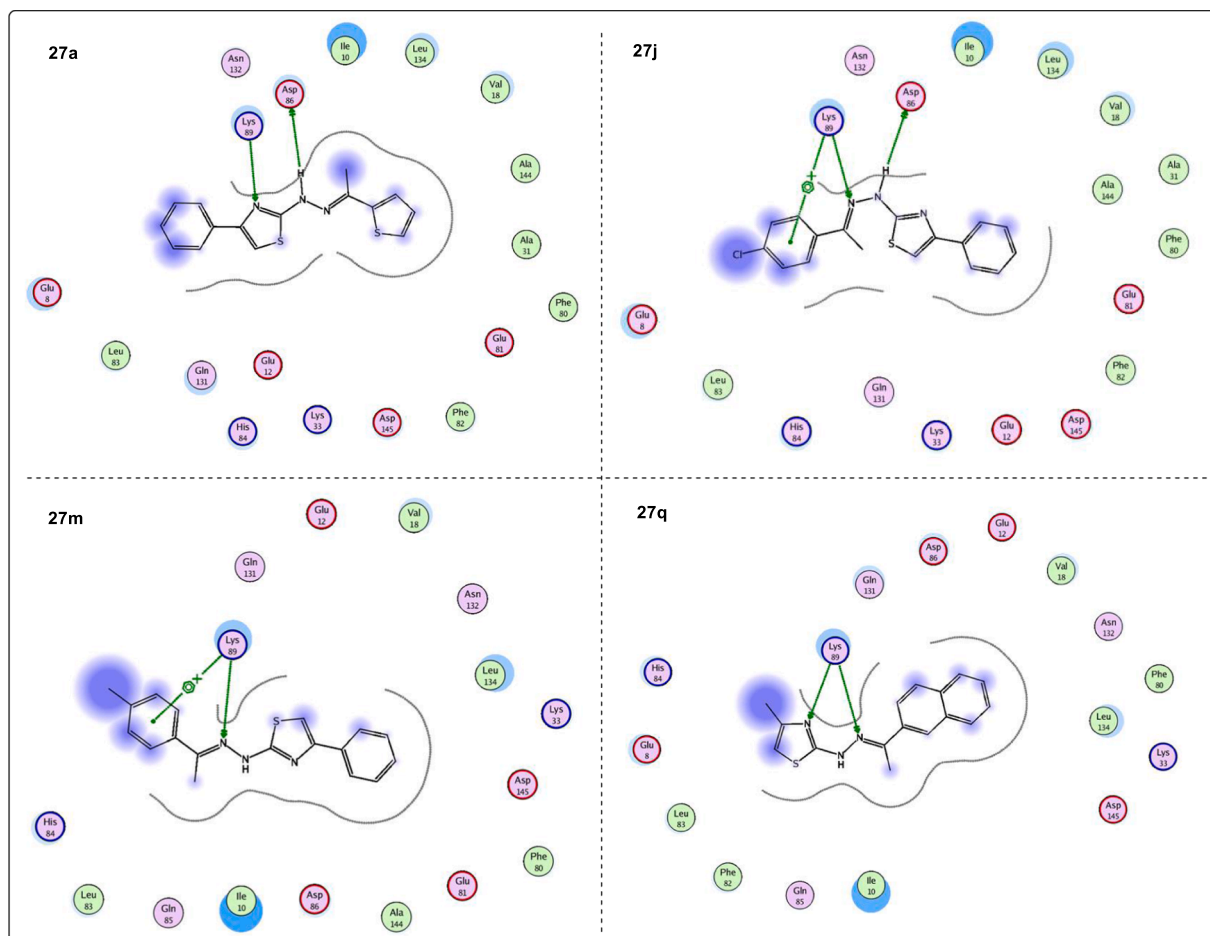 27a
Asn
132
Ile
10
Leu
134
Asp
86
Val
18
Lys
89
Ala
144
H
N
N
N
S
S
Ala
31
Glu
8
Phe
80
Glu
81
Leu
83
Glu
12
Gln
131
His
84
Lys
33
Asp
145
Phe
82
27j
Asn
132
Ile
10
Leu
134
Asp
86
Val
18
Lys
89
Ala
31
Ala
144
H
N
N
N
S
Cl
Phe
80
Glu
81
Glu
8
Phe
82
Leu
83
Gln
131
His
84
Lys
33
Glu
12
Asp
145
27m
Glu
12
Val
18
Gln
131
Asn
132
Lys
89
Leu
134
Lys
33
S
N
N
H
N
Asp
145
His
84
Phe
80
Glu
81
Leu
83
Gln
85
Ile
10
Asp
86
Ala
144
27q
Glu
12
Asp
86
Val
18
Gln
131
Asn
132
Lys
89
His
84
Phe
80
Leu
134
N
N
N
H
S
Glu
8
Lys
33
Asp
145
Leu
83
Phe
82
Gln
85
Ile
10